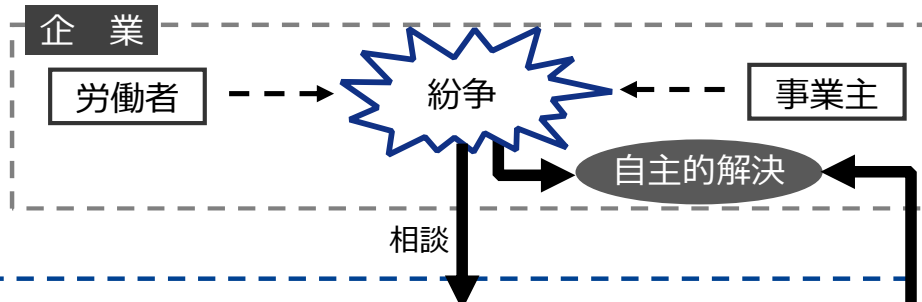 企　業
労働者
紛争
事業主
自主的解決
相談